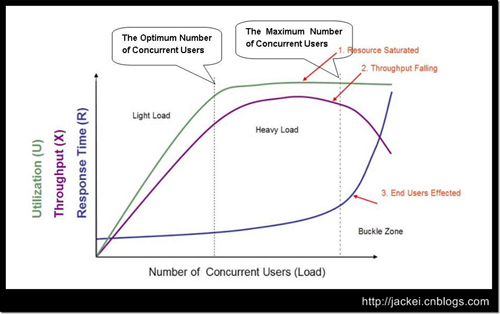 The Optimum Number
of Concurrent Users
The Maximum Number
of Concurrent Users
1. Resource Saturated
2. Throughput Falling
Light Load
Heavy Load
Utilization (U)
Throughput (X)
Response Time (R)
3. End Users Effected
Buckle Zone
Number of Concurrent Users (Load)
http://jackei.cnblogs.com